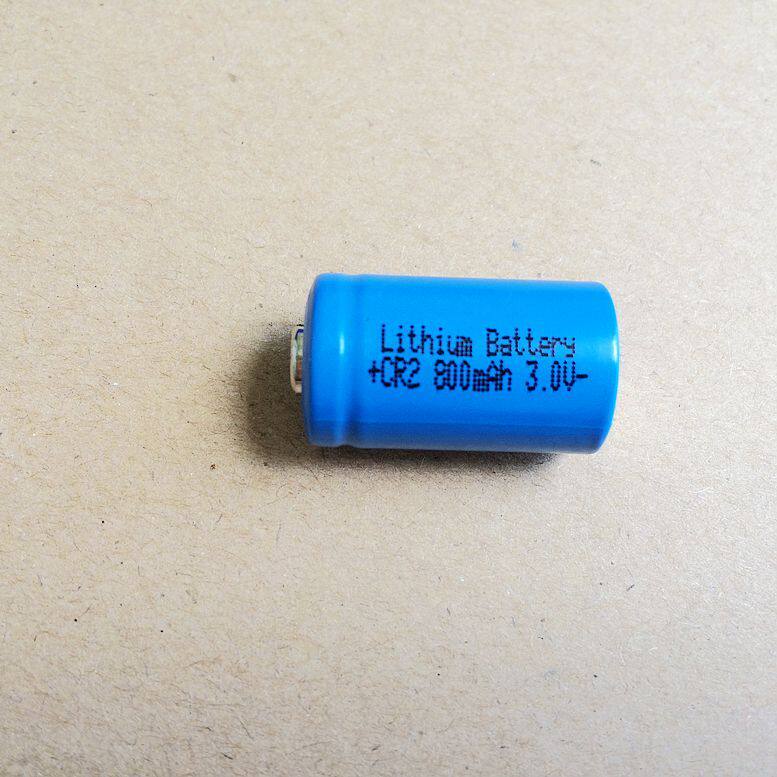 Lithium Battery
+CR2 800mAh 3.0V-